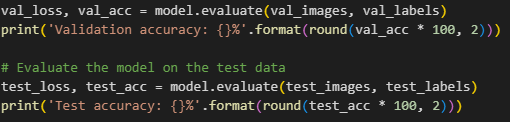 val_loss, val_acc = model.evaluate(val_images, val_labels)
print('Validation accuracy: {}%'.format(round(val_acc * 100, 2)))
# Evaluate the model on the test data
test_loss, test_acc = model.evaluate(test_images, test_labels)
print('Test accuracy: {}%'.format(round(test_acc * 100, 2)))